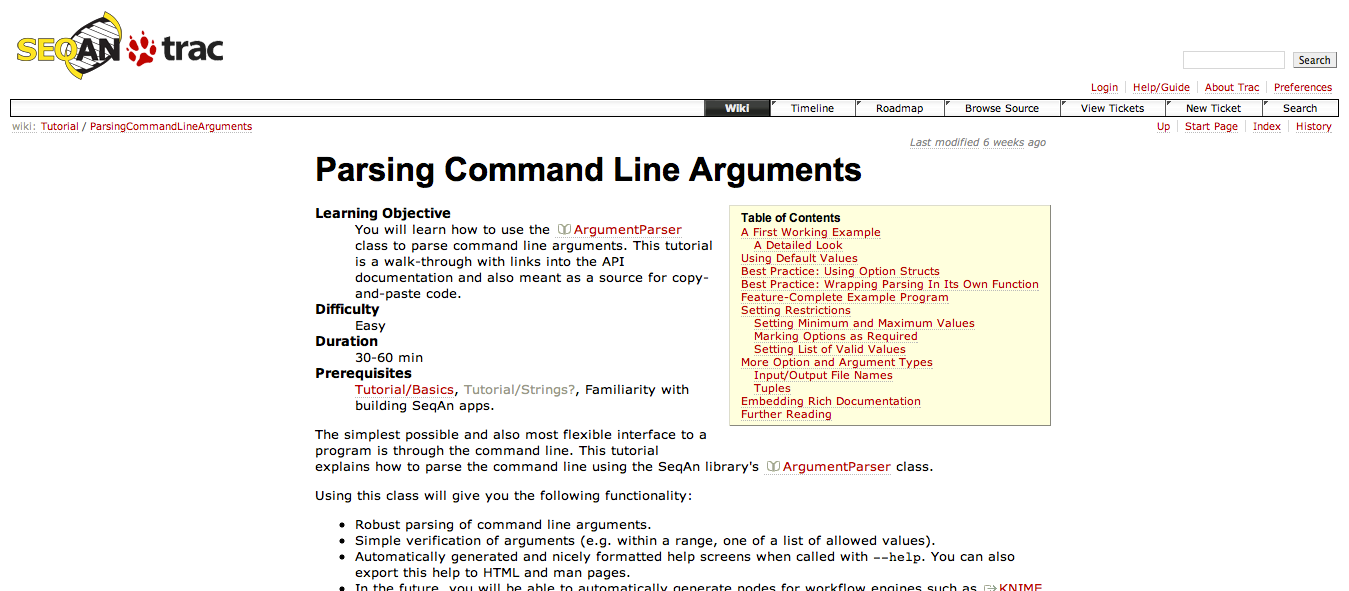 SEQAN trac
Search
Login Help/Guide About Trac Preferences
Wiki Timeline Roadmap Browse Source View Tickets New Ticket Search
wiki: Tutorial / ParsingCommandLineArguments
Up Start Page Index History
Last modified 6 weeks ago
Parsing Command Line Arguments
Learning Objective
You will learn how to use the ArgumentParser
class to parse command line arguments. This tutorial
is a walk-through with links into the API
documentation and also meant as a source for copy-
and-paste code.
Difficulty
Easy
Duration
30-60 min
Prerequisites
Tutorial/Basics, Tutorial/Strings?, Familiarity with
building SeqAn apps.
Table of Contents
A First Working Example
A Detailed Look
Using Default Values
Best Practice: Using Option Structs
Best Practice: Wrapping Parsing In Its Own Function
Feature-Complete Example Program
Setting Restrictions
Setting Minimum and Maximum Values
Marking Options as Required
Setting List of Valid Values
More Option and Argument Types
Input/Output File Names
Tuples
Embedding Rich Documentation
Further Reading
The simplest possible and also most flexible interface to a
program is through the command line. This tutorial
explains how to parse the command line using the SeqAn library's ArgumentParser class.
Using this class will give you the following functionality:
• Robust parsing of command line arguments.
• Simple verification of arguments (e.g. within a range, one of a list of allowed values).
• Automatically generated and nicely formatted help screens when called with --help. You can also
export this help to HTML and man pages.
• In the future, you will be able to automatically generate nodes for workflow engines such as KNIME